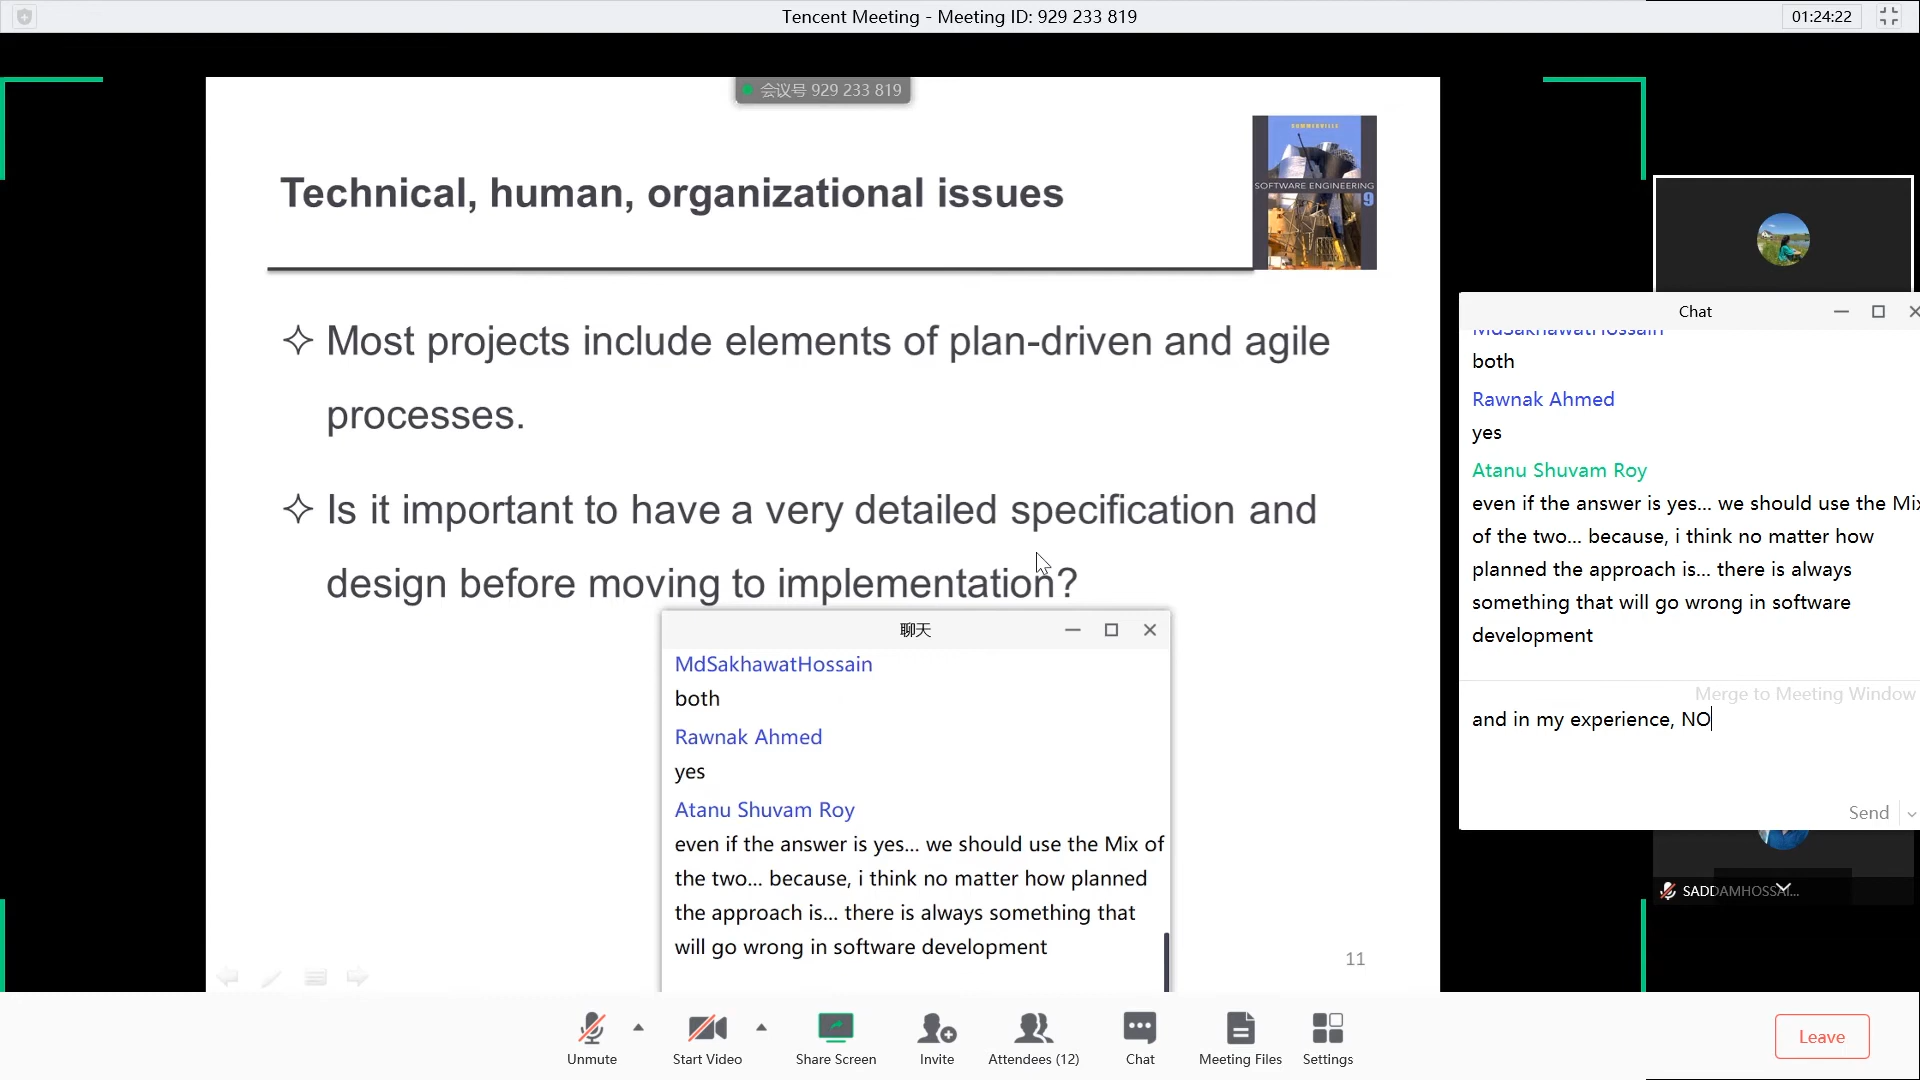 Tencent Meeting - Meeting ID: 929 233 819
01:24:22
会议号 929 233 819
SOMMERVILLE
SOFTWARE ENGINEERING
9
Technical, human, organizational issues
Most projects include elements of plan-driven and agile
processes.
Is it important to have a very detailed specification and
design before moving to implementation?
聊天
MdSakhawatHossain
both
Rawnak Ahmed
yes
Atanu Shuvam Roy
even if the answer is yes... we should use the Mix of
the two... because, i think no matter how planned
the approach is... there is always something that
will go wrong in software development
11
Chat
MdSakhawatHossain
both
Rawnak Ahmed
yes
Atanu Shuvam Roy
even if the answer is yes... we should use the Mix
of the two... because, i think no matter how
planned the approach is... there is always
something that will go wrong in software
development
Merge to Meeting Window
and in my experience, NO
Send
SADDAMHOSSAI...
Unmute
Start Video
Share Screen
Invite
Attendees (12)
Chat
Meeting Files
Settings
Leave